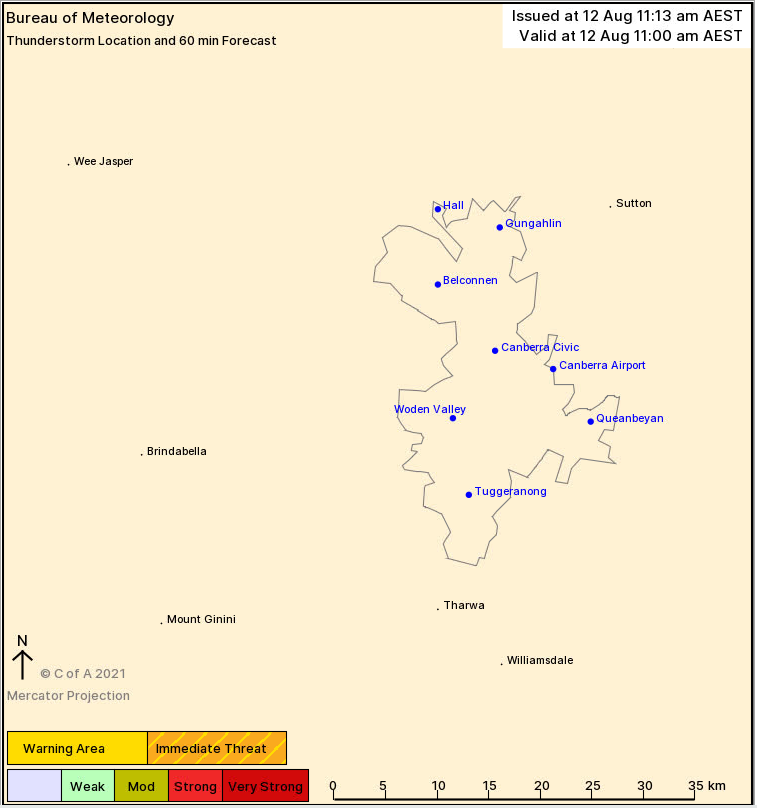 Bureau of Meteorology
Thunderstorm Location and 60 min Forecast
Issued at 12 Aug 11:13 am AEST
Valid at 12 Aug 11:00 am AEST
Wee Jasper
Hall
Sutton
Gungahlin
Belconnen
Canberra Civic
Canberra Airport
Woden Valley
Queanbeyan
Brindabella
Tuggeranong
Tharwa
Mount Ginini
Williamsdale
N
© C of A 2021
Mercator Projection
Warning Area Immediate Threat
Weak Mod Strong Very Strong
0 5 10 15 20 25 30 35 km